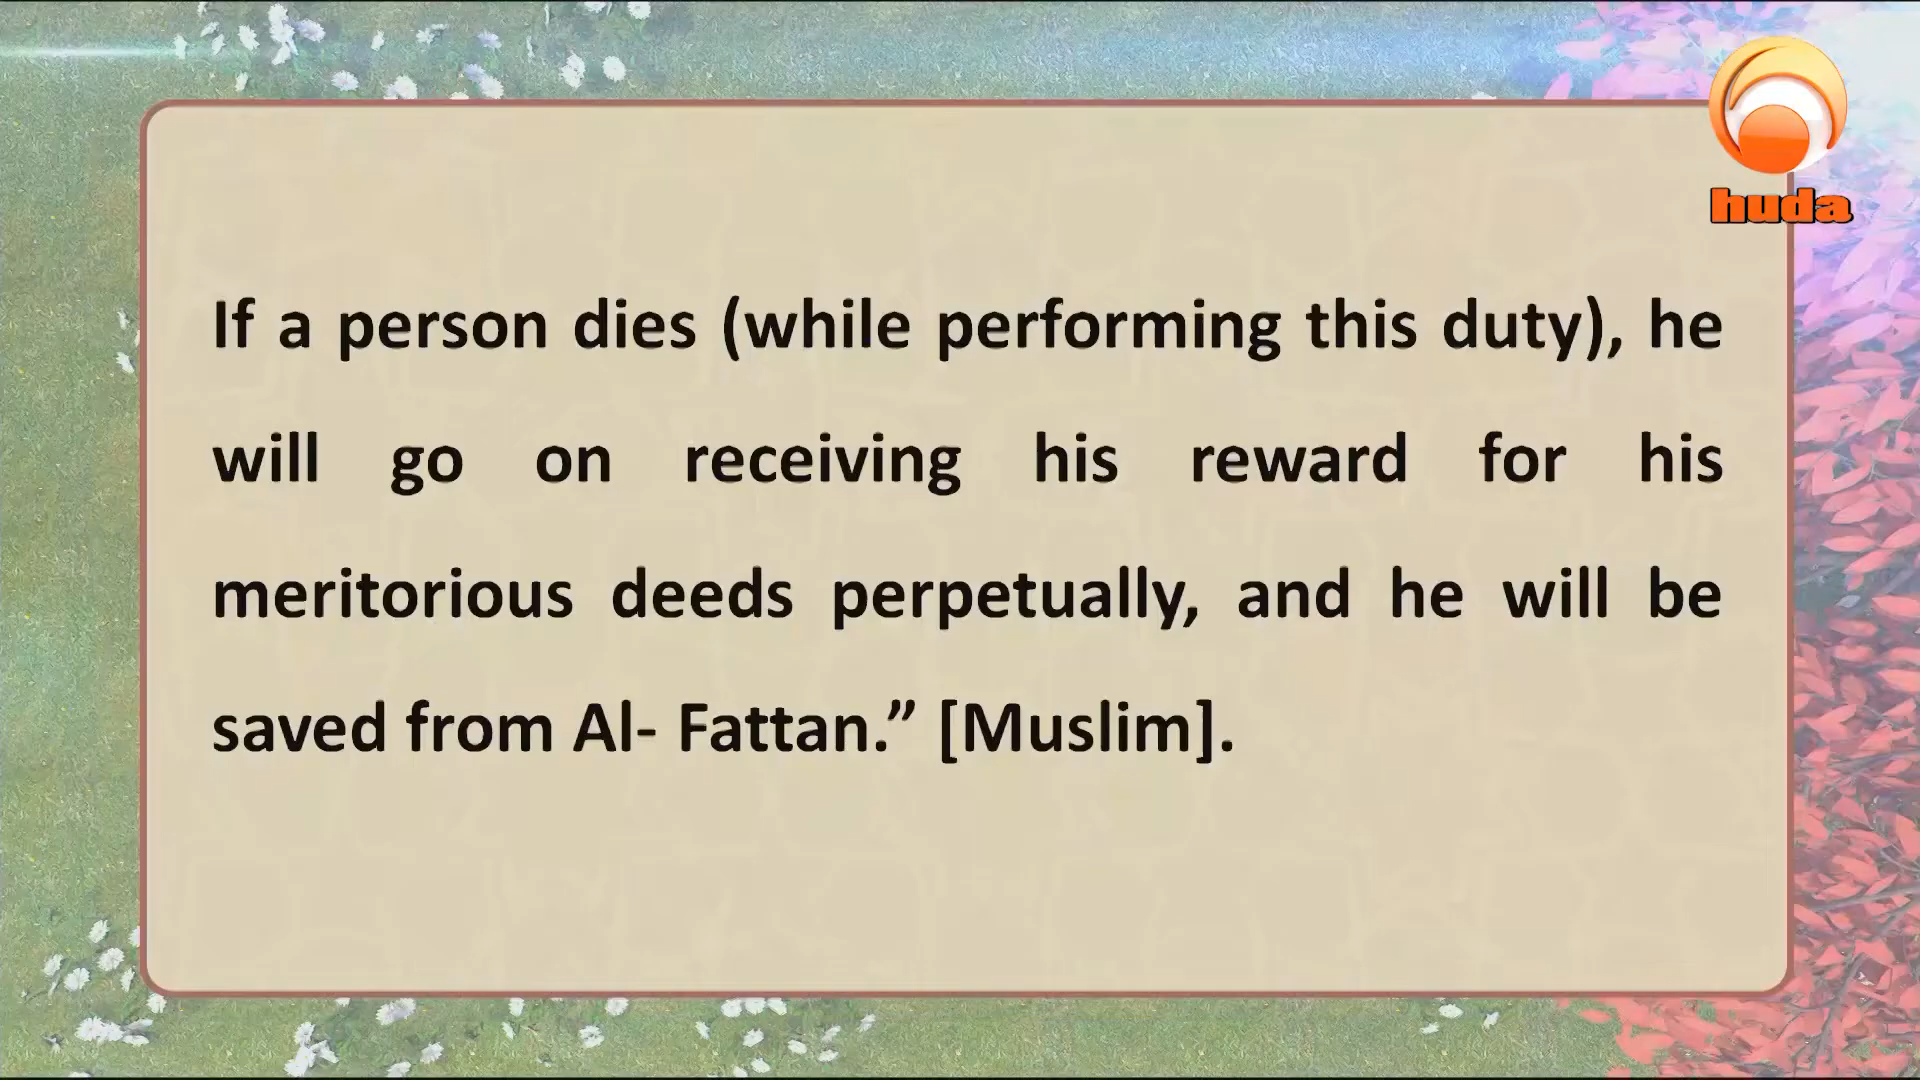 huda
If a person dies (while performing this duty), he
will go on receiving his reward for his
meritorious deeds perpetually, and he will be
saved from Al- Fattan.” [Muslim].